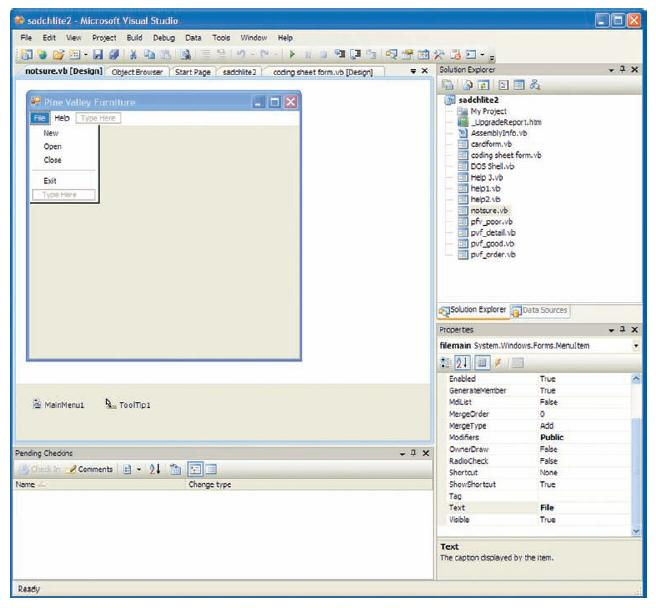 sadchlite2 - Microsoft Visual Studio
File Edit View Project Build Debug Data Tools Window Help
notsure.vb [Design] Object Browser Start Page sadchlite2 coding sheet form.vb [Design]
Pine Valley Furniture
File Help Type Here
New
Open
Close
Exit
Type Here
MainMenu1 ToolTip1
Pending Checkins
Check In Comments
Name Change type
Solution Explorer
sadchlite2
My Project
_UpgradeReport.htm
AssemblyInfo.vb
cardform.vb
coding sheet form.vb
DOS Shell.vb
Help 3.vb
help1.vb
help2.vb
notsure.vb
pfv_poor.vb
pvf_detail.vb
pvf_good.vb
pvf_order.vb
Solution Explorer Data Sources
Properties
filemain System.Windows.Forms.MenuItem
Enabled True
GenerateMember True
MdiList False
MergeOrder 0
MergeType Add
Modifiers Public
OwnerDraw False
RadioCheck False
Shortcut None
ShowShortcut True
Tag
Text File
Visible True
Text
The caption displayed by the item.
Ready